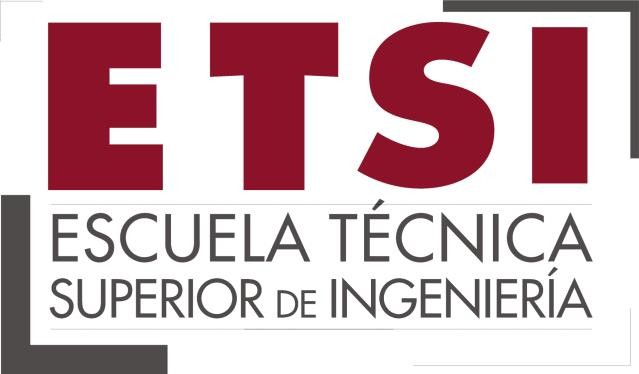 ETSI
ESCUELA TÉCNICA
SUPERIOR DE INGENIERÍA